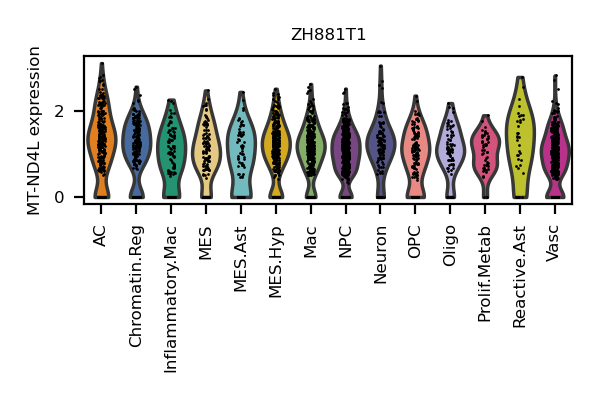 ZH881T1
MT-ND4L expression
2
0
AC
Chromatin.Reg
Inflammatory.Mac
MES
MES.Ast
MES.Hyp
Mac
NPC
Neuron
OPC
Oligo
Prolif.Metab
Reactive.Ast
Vasc